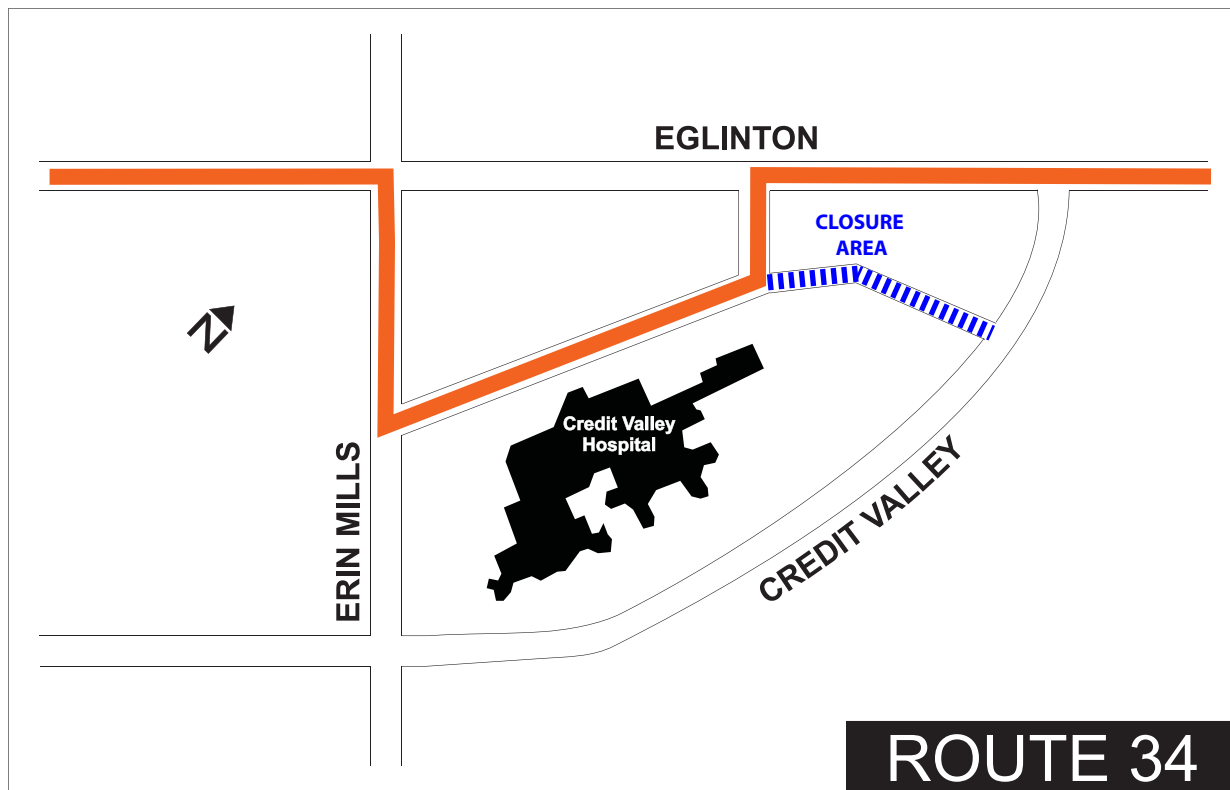 EGLINTON
CLOSURE
AREA
N
Credit Valley
Hospital
ERIN MILLS
CREDIT VALLEY
ROUTE 34